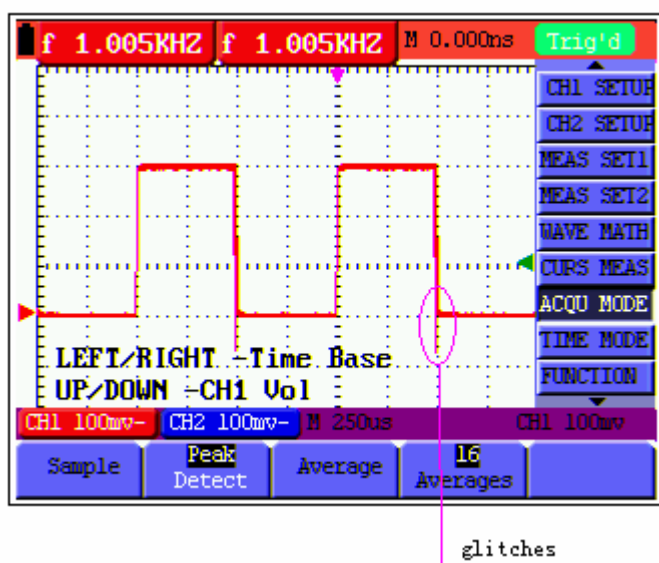 f 1.005KHZ f 1.005KHZ M 0.000ns Trig'd
CH1 SETUP
CH2 SETUP
MEAS SET1
MEAS SET2
WAVE MATH
CURS MEAS
ACQU MODE
TIME MODE
FUNCTION
LEFT/RIGHT -Time Base
UP/DOWN -CH1 Vol
CH1 100mv- CH2 100mv- M 250us CH1 100mv
Sample Peak Detect Average 16 Averages
glitches